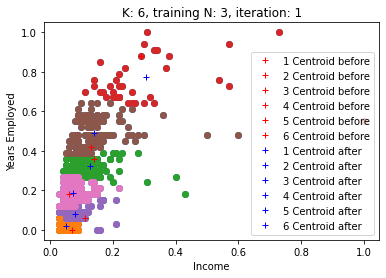 K: 6, training N: 3, iteration: 1
Years Employed
1.0
0.8
0.6
0.4
0.2
0.0
1 Centroid before
2 Centroid before
3 Centroid before
4 Centroid before
5 Centroid before
6 Centroid before
1 Centroid after
2 Centroid after
3 Centroid after
4 Centroid after
5 Centroid after
6 Centroid after
0.0 0.2 0.4 0.6 0.8 1.0
Income